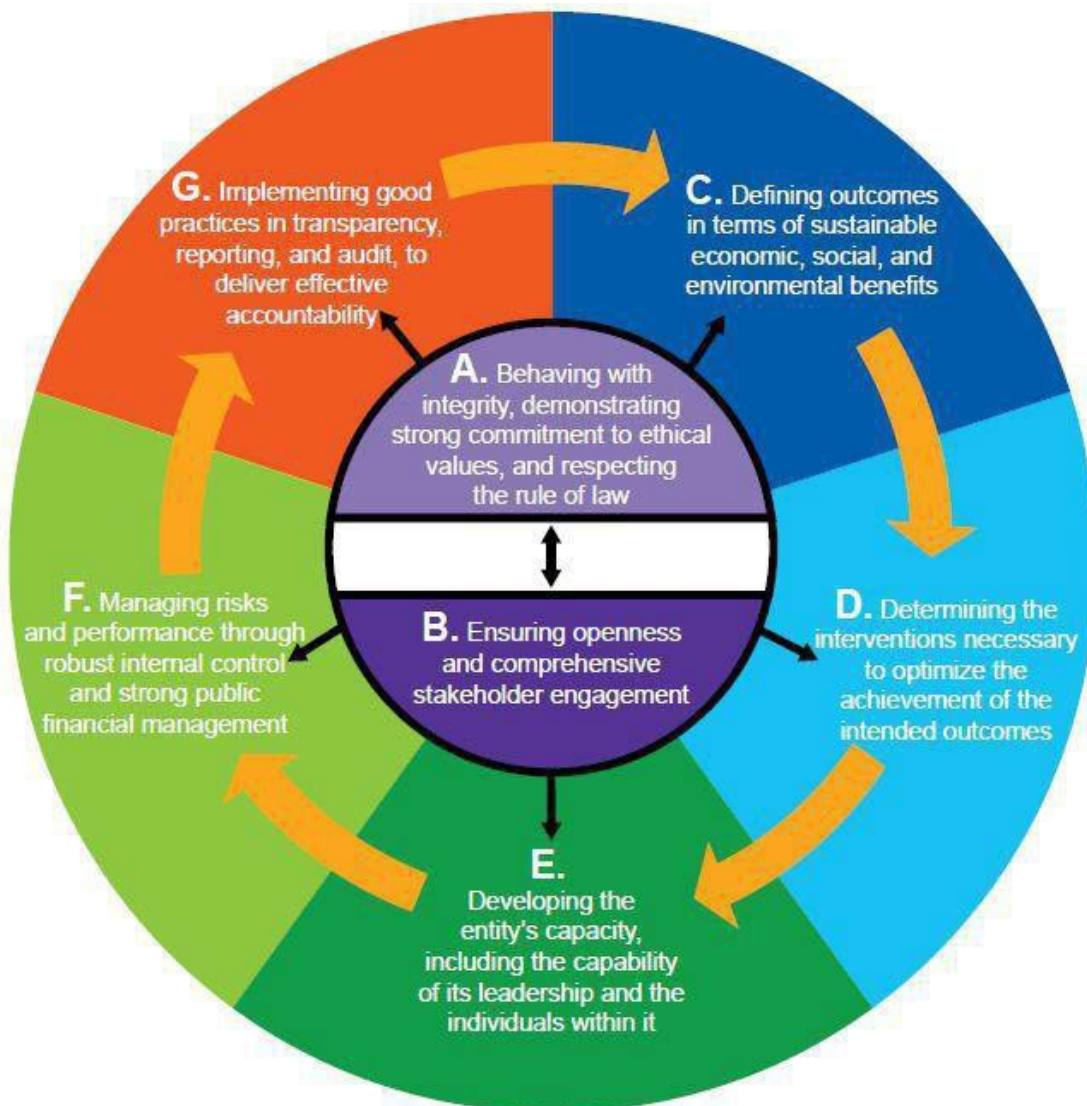 G. Implementing good
practices in transparency,
reporting, and audit, to
deliver effective
accountability
C. Defining outcomes
in terms of sustainable
economic, social, and
environmental benefits
A. Behaving with
integrity, demonstrating
strong commitment to ethical
values, and respecting
the rule of law
F. Managing risks
and performance through
robust internal control
and strong public
financial management
B. Ensuring openness
and comprehensive
stakeholder engagement
D. Determining the
interventions necessary
to optimize the
achievement of the
intended outcomes
E.
Developing the
entity's capacity,
including the capability
of its leadership and the
individuals within it